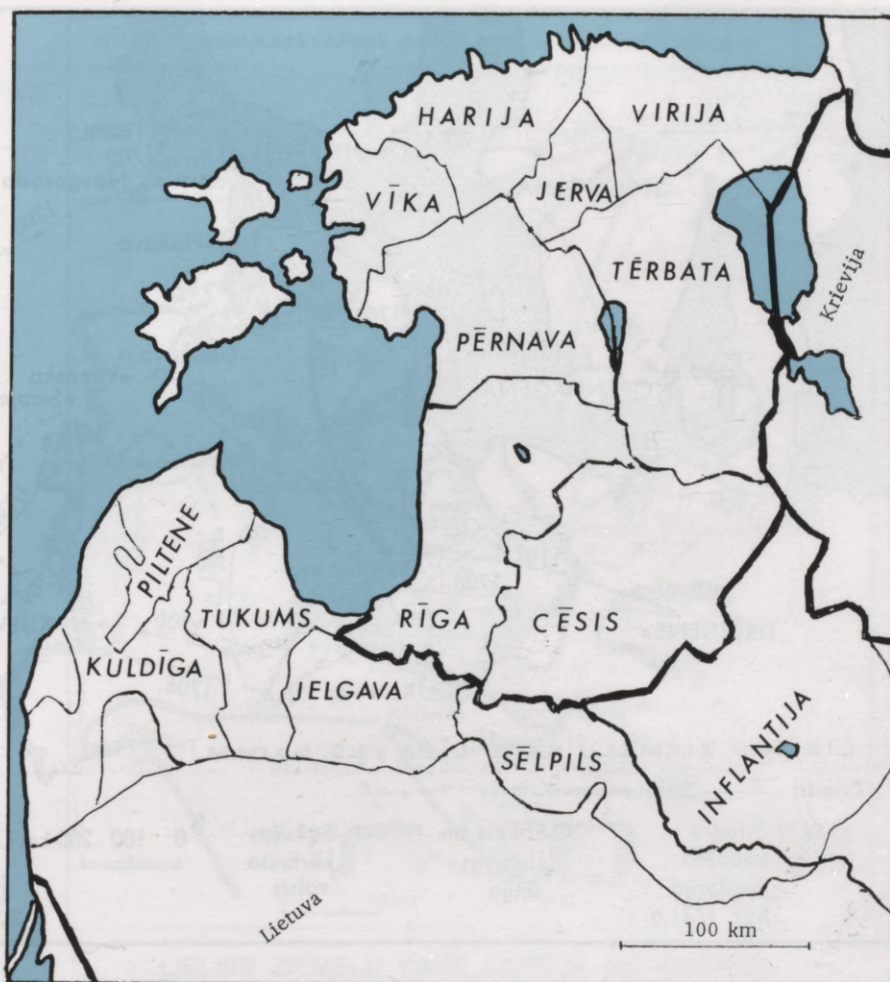 HARIJA
VIRIJA
VĪKA
JERVA
TĒRBATA
Krievija
PĒRNAVA
PILTENE
TUKUMS
RĪGA
CĒSIS
KULDĪGA
JELGAVA
SĒLPILS
INFLANTIJA
Lietuva
100 km